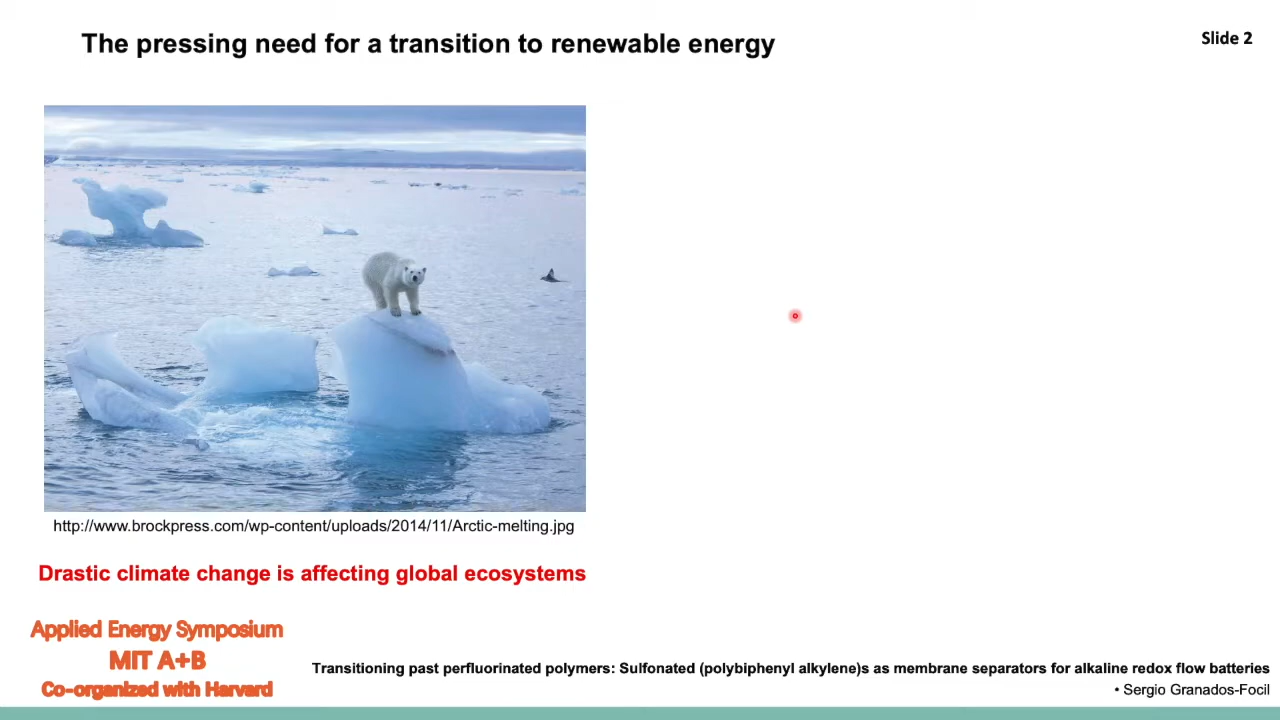 The pressing need for a transition to renewable energy
Slide 2
http://www.brockpress.com/wp-content/uploads/2014/11/Arctic-melting.jpg
Drastic climate change is affecting global ecosystems
Applied Energy Symposium
MIT A+B
Co-organized with Harvard
Transitioning past perfluorinated polymers: Sulfonated (polybiphenyl alkylene)s as membrane separators for alkaline redox flow batteries
• Sergio Granados-Focil